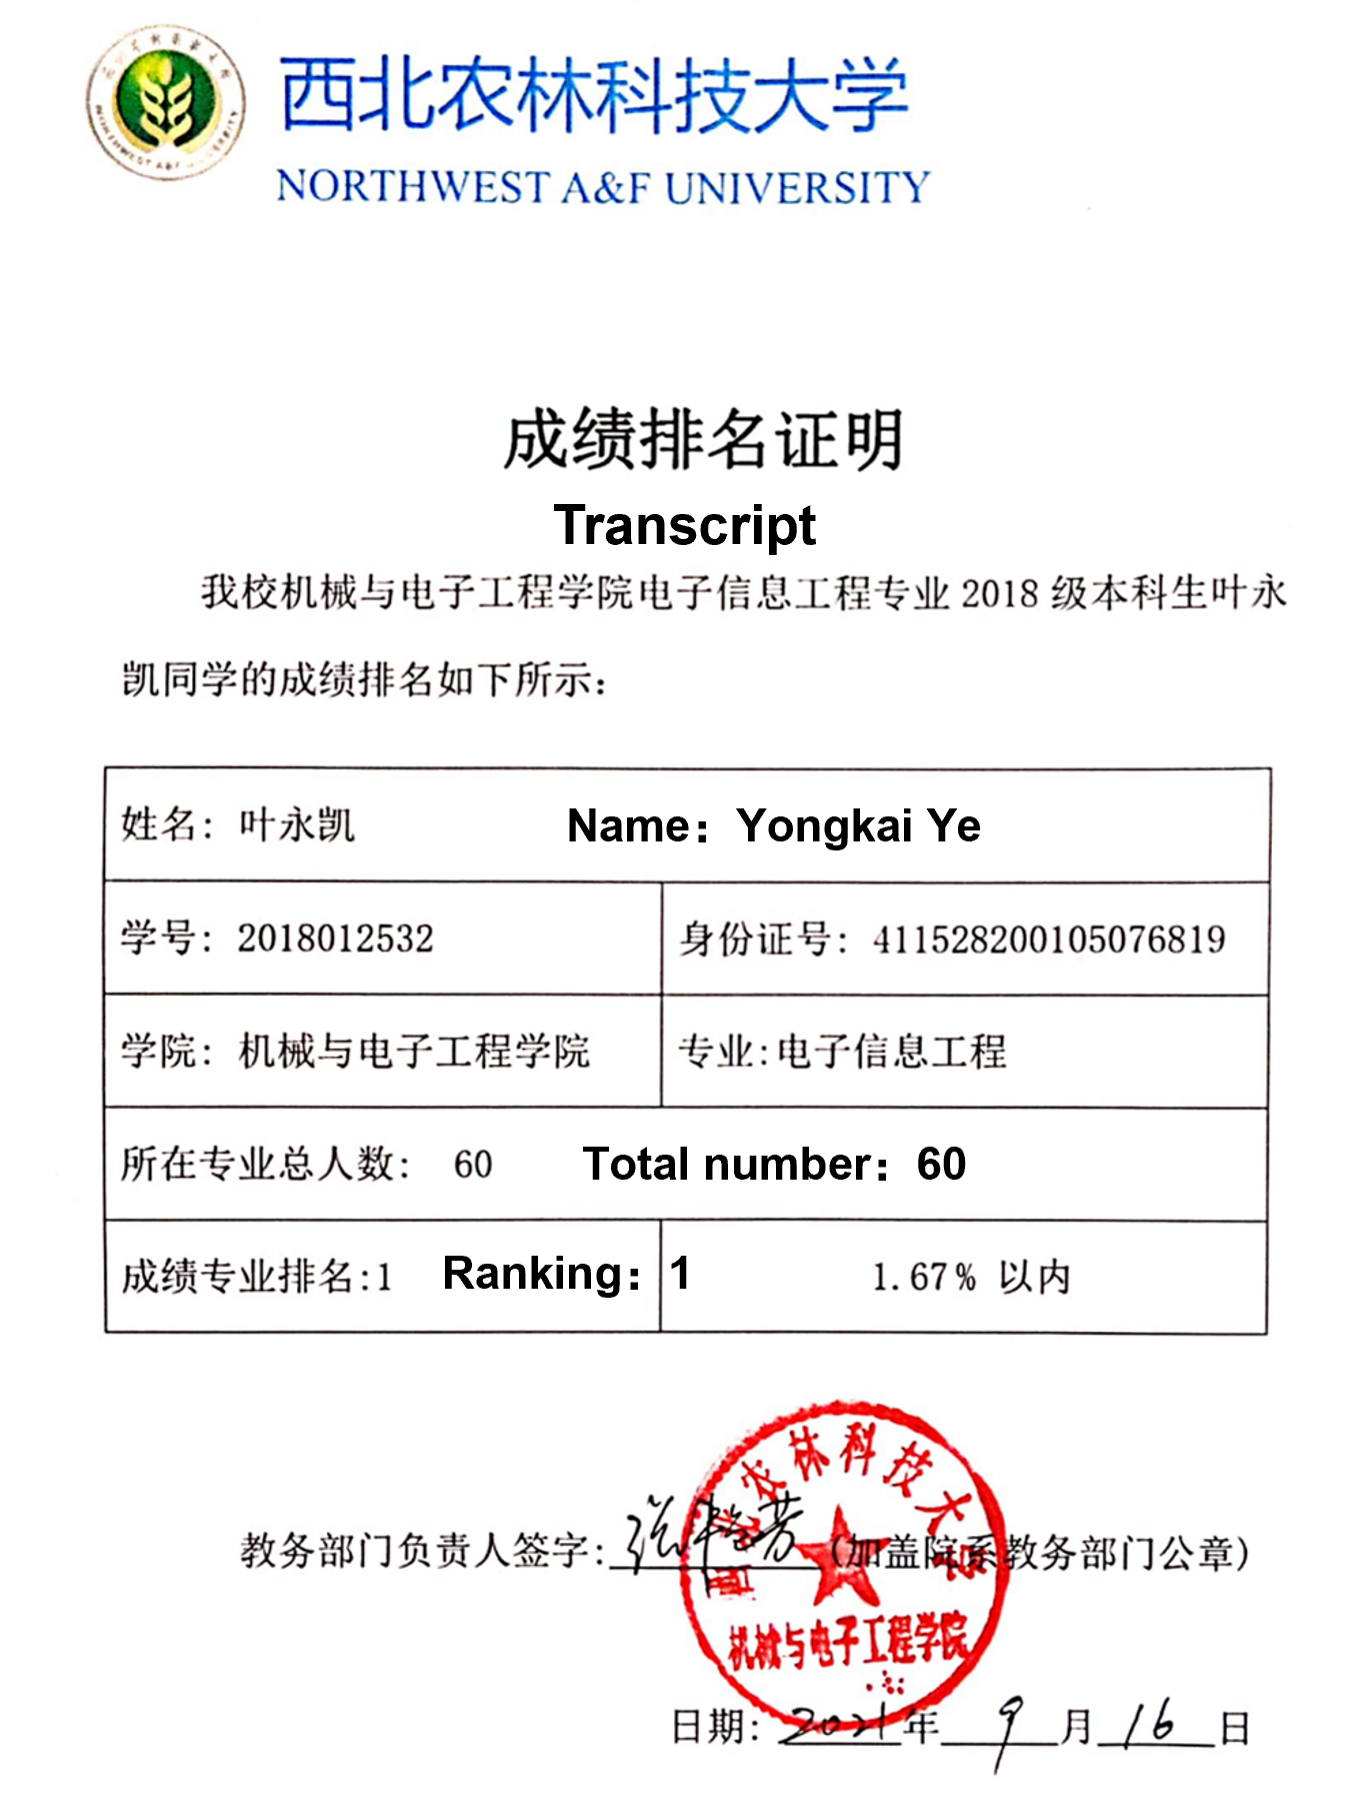 西北农林科技大学
NORTHWEST A&F UNIVERSITY
成绩排名证明
Transcript
我校机械与电子工程学院电子信息工程专业 2018 级本科生叶永
凯同学的成绩排名如下所示：
姓名：叶永凯 Name：Yongkai Ye
学号：2018012532 身份证号：411528200105076819
学院：机械与电子工程学院 专业:电子信息工程
所在专业总人数： 60 Total number：60
成绩专业排名:1 Ranking：1 1.67% 以内
西北农林科技大学
教务部门负责人签字: (加盖院系教务部门公章)
机械与电子工程学院
日期: 2021 年 9 月 16 日